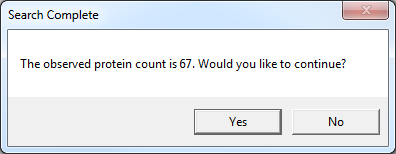 Search Complete
The observed protein count is 67. Would you like to continue?
Yes No